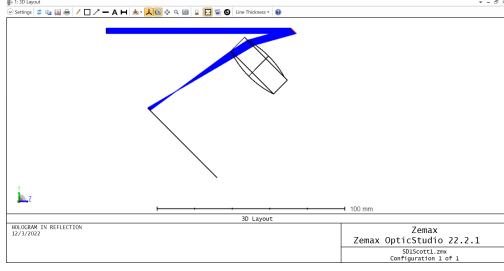 1: 3D Layout
Settings
Line Thickness
Y
Z
100 mm
3D Layout
HOLOGRAM IN REFLECTION
12/3/2022
Zemax
Zemax OpticStudio 22.2.1
SDiScotti.zmx
Configuration 1 of 1